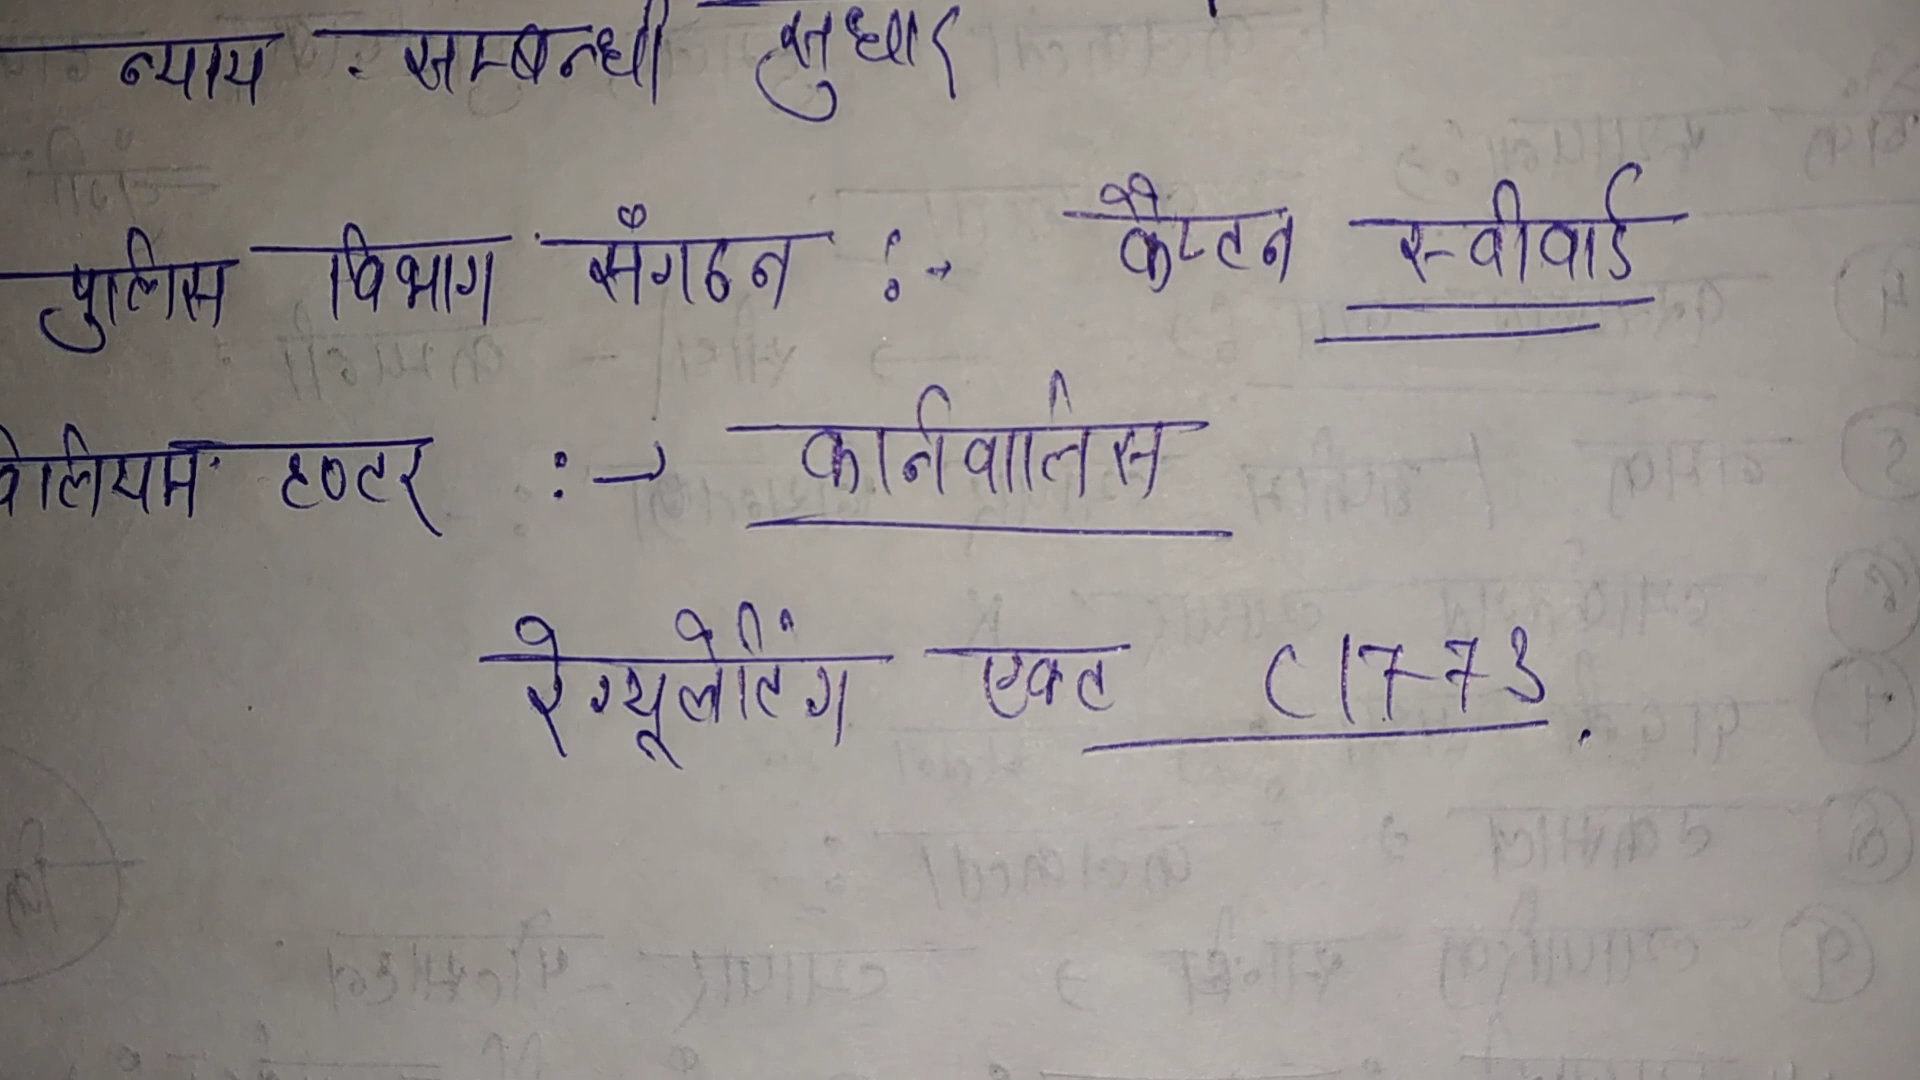 न्याय - सम्बन्धी सुधार
पुलिस विभाग सँगठन :- कैप्टन स्वीवार्ड
विलियम हण्टर :→ कार्नवालिस
रेग्यूलेटिंग एक्ट (1773